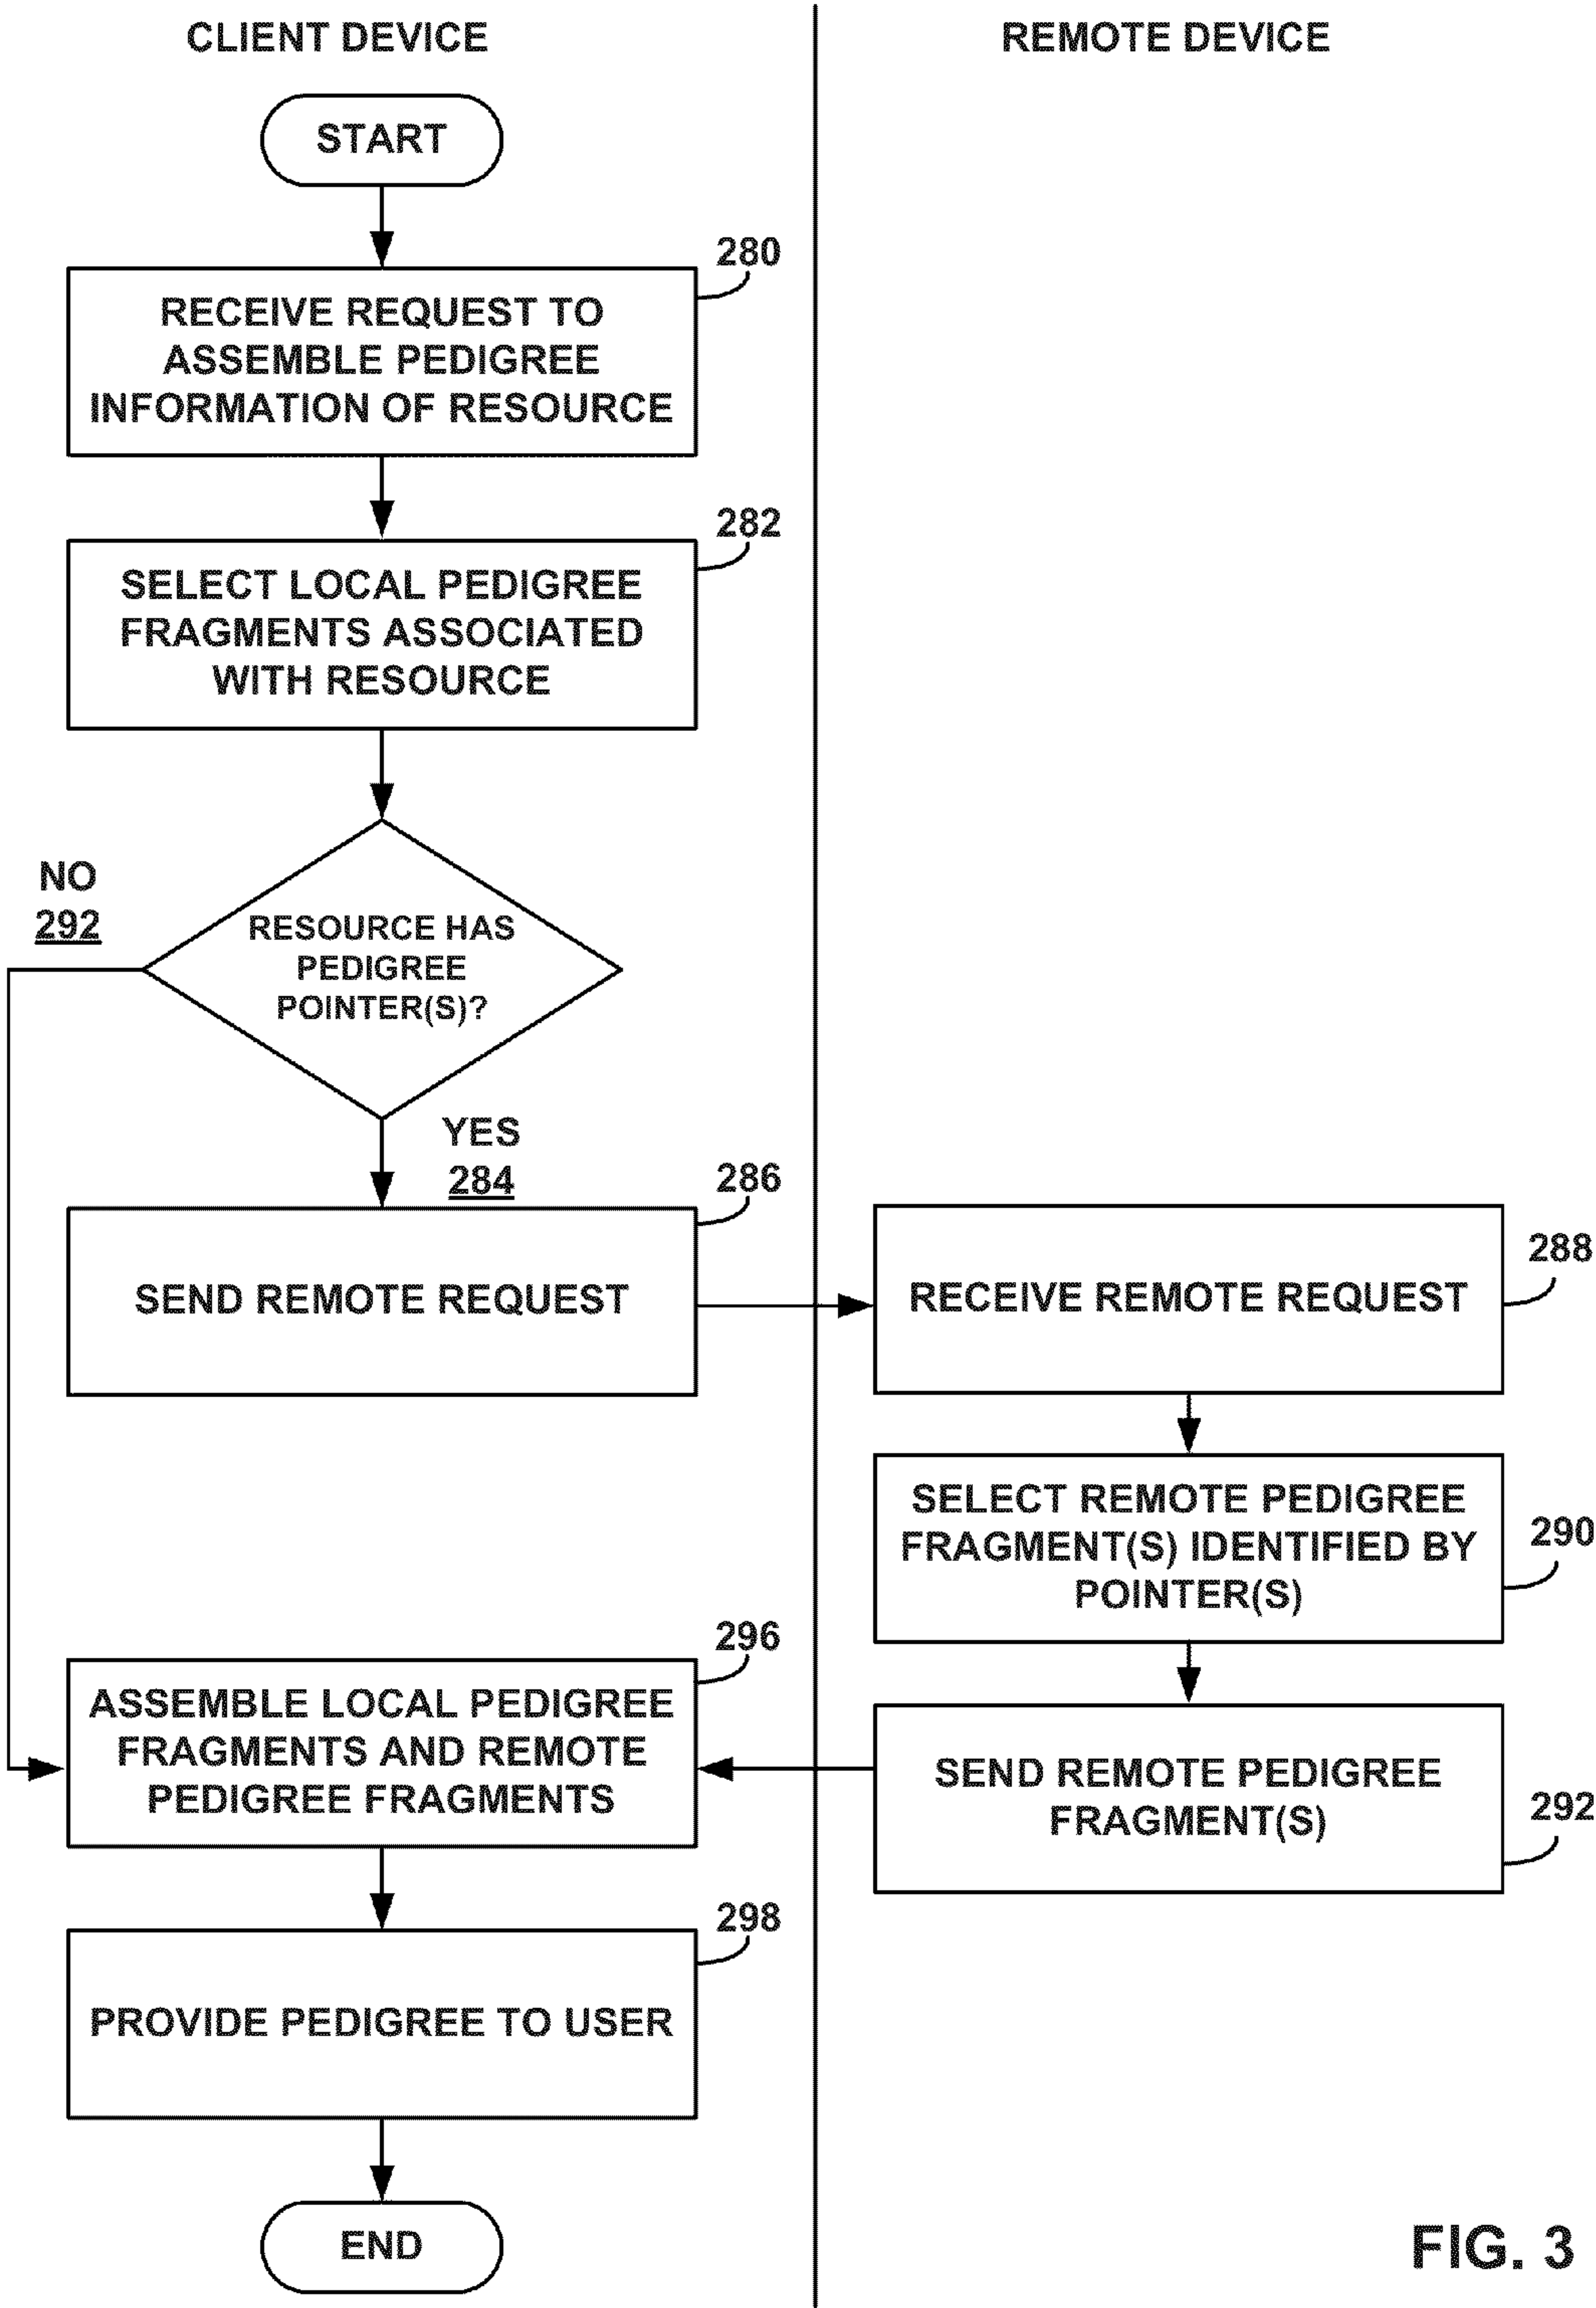 CLIENT DEVICE
REMOTE DEVICE
START
280
RECEIVE REQUEST TO
ASSEMBLE PEDIGREE
INFORMATION OF RESOURCE
282
SELECT LOCAL PEDIGREE
FRAGMENTS ASSOCIATED
WITH RESOURCE
NO
292
RESOURCE HAS
PEDIGREE
POINTER(S)?
YES
284
286
SEND REMOTE REQUEST
288
RECEIVE REMOTE REQUEST
290
SELECT REMOTE PEDIGREE
FRAGMENT(S) IDENTIFIED BY
POINTER(S)
292
SEND REMOTE PEDIGREE
FRAGMENT(S)
296
ASSEMBLE LOCAL PEDIGREE
FRAGMENTS AND REMOTE
PEDIGREE FRAGMENTS
298
PROVIDE PEDIGREE TO USER
END
FIG. 3